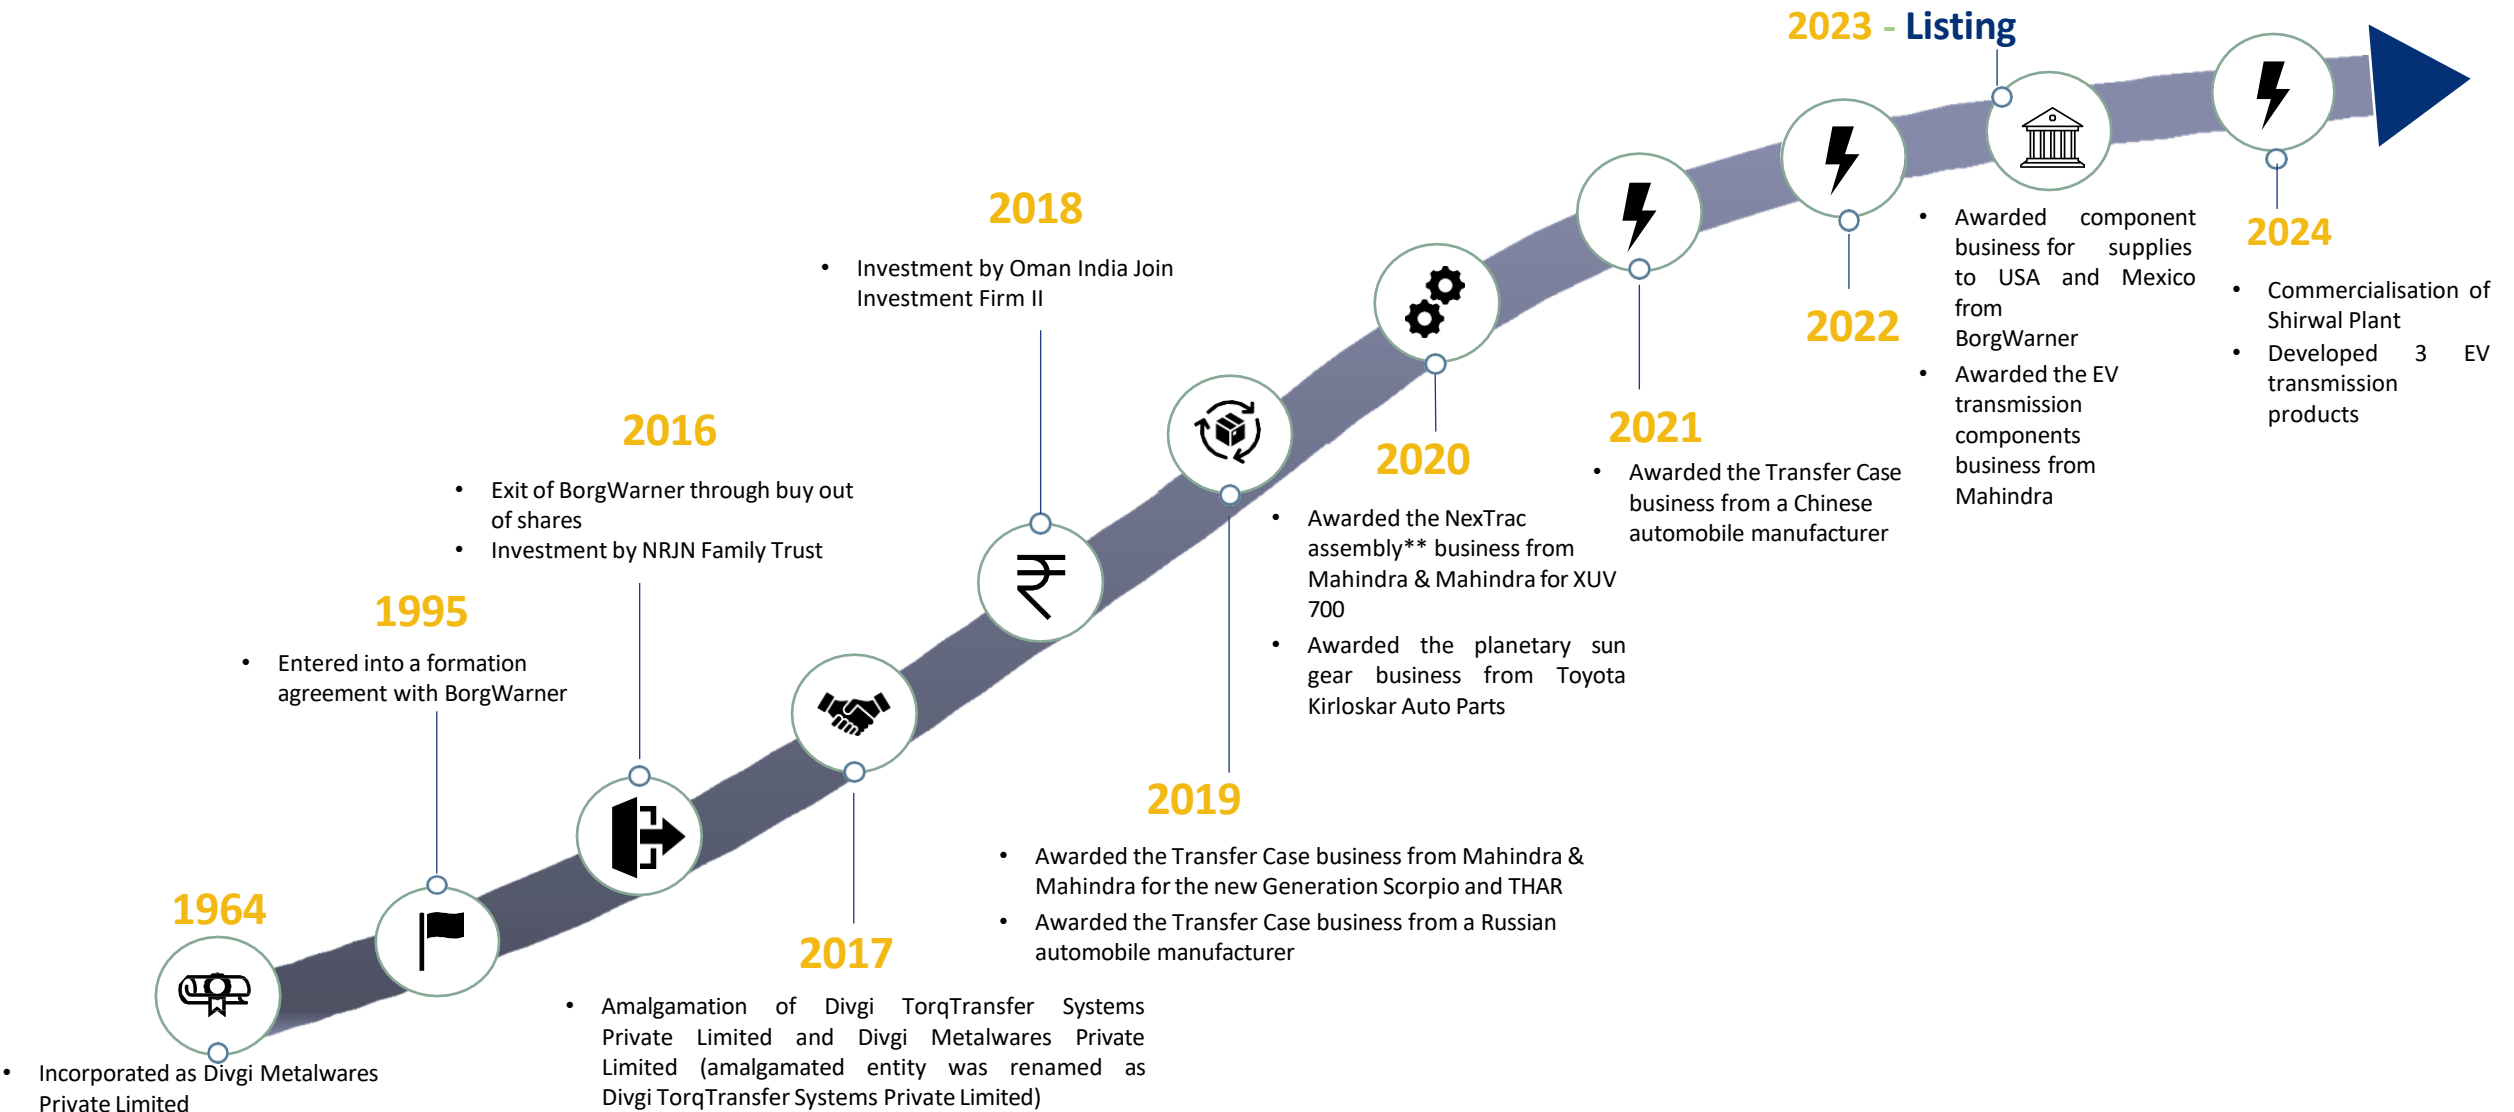 1964
• Incorporated as Divgi Metalwares
Private Limited
1995
• Entered into a formation
agreement with BorgWarner
2016
• Exit of BorgWarner through buy out
of shares
• Investment by NRJN Family Trust
2017
• Amalgamation of Divgi TorqTransfer Systems
Private Limited and Divgi Metalwares Private
Limited (amalgamated entity was renamed as
Divgi TorqTransfer Systems Private Limited)
2018
• Investment by Oman India Join
Investment Firm II
₹
2019
• Awarded the Transfer Case business from Mahindra &
Mahindra for the new Generation Scorpio and THAR
• Awarded the Transfer Case business from a Russian
automobile manufacturer
2020
• Awarded the NexTrac
assembly** business from
Mahindra & Mahindra for XUV
700
• Awarded the planetary sun
gear business from Toyota
Kirloskar Auto Parts
2021
• Awarded the Transfer Case
business from a Chinese
automobile manufacturer
2022
2023 - Listing
• Awarded component
business for supplies
to USA and Mexico
from
BorgWarner
• Awarded the EV
transmission
components
business from
Mahindra
2024
• Commercialisation of
Shirwal Plant
• Developed 3 EV
transmission
products